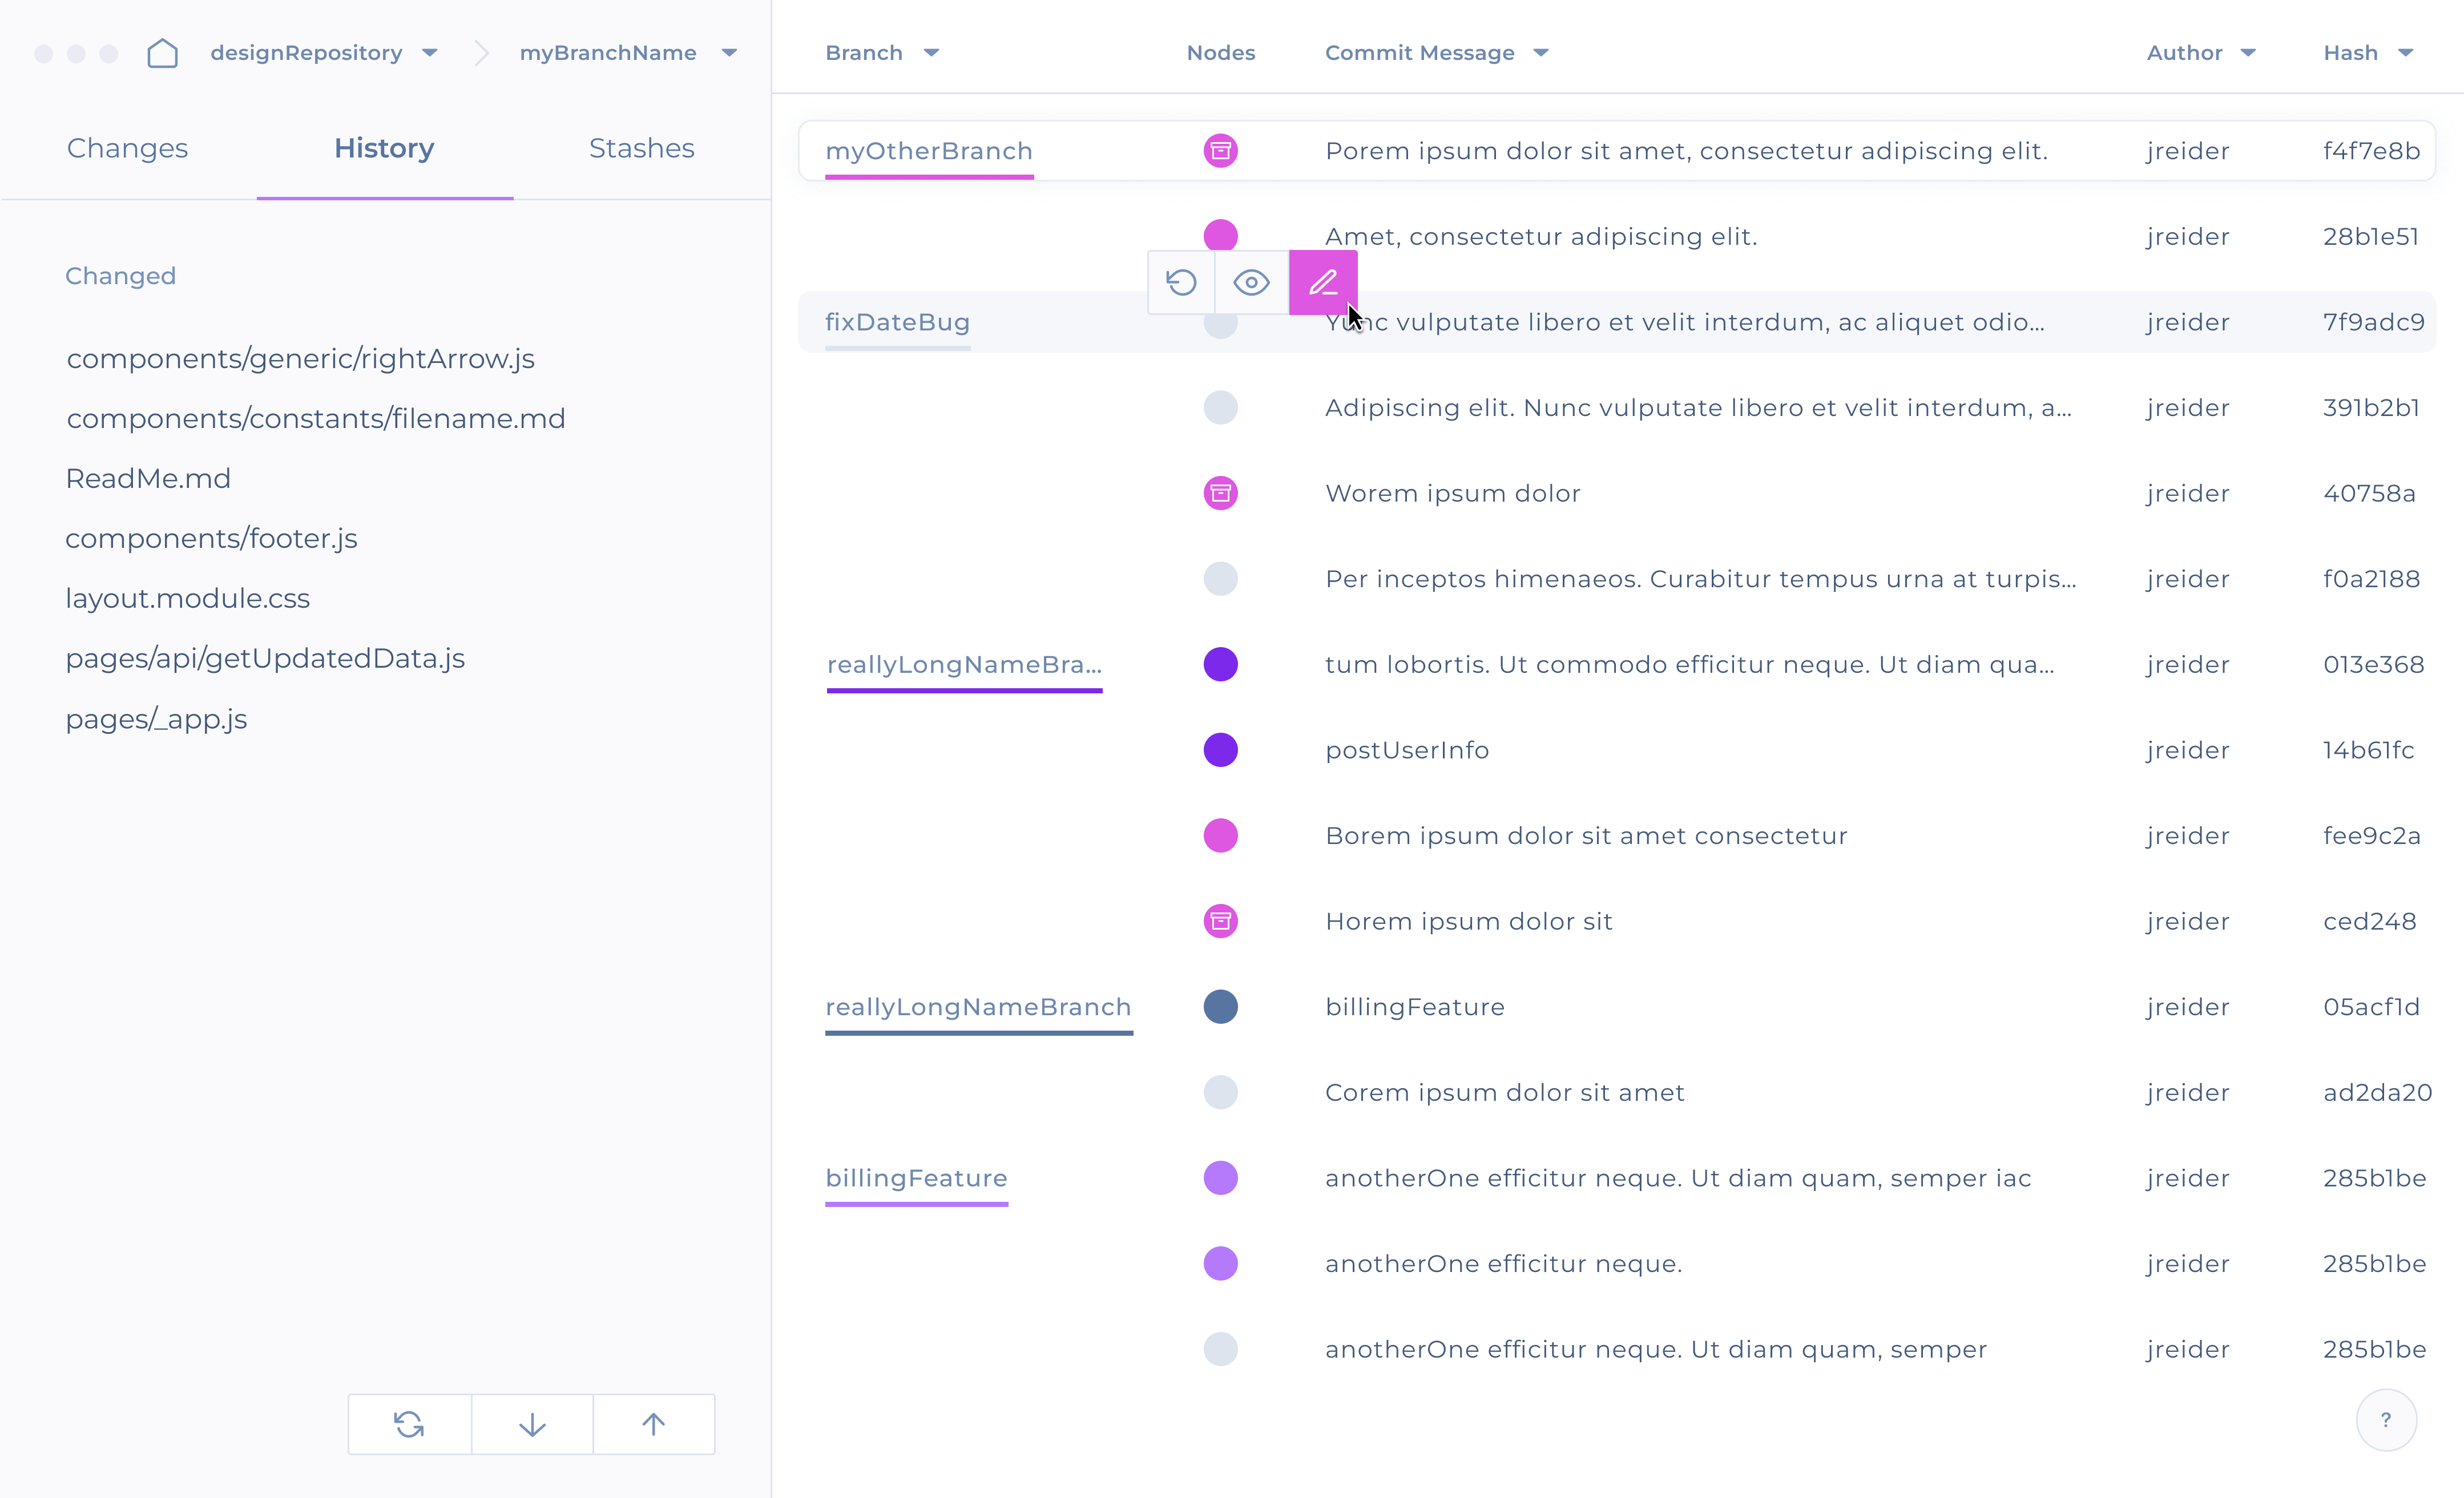 designRepository myBranchName
Changes History Stashes
Changed
components/generic/rightArrow.js
components/constants/filename.md
ReadMe.md
components/footer.js
layout.module.css
pages/api/getUpdatedData.js
pages/_app.js
Branch Nodes Commit Message Author Hash
myOtherBranch Porem ipsum dolor sit amet, consectetur adipiscing elit. jreider f4f7e8b
Amet, consectetur adipiscing elit. jreider 28b1e51
fixDateBug Yunc vulputate libero et velit interdum, ac aliquet odio... jreider 7f9adc9
Adipiscing elit. Nunc vulputate libero et velit interdum, a... jreider 391b2b1
Worem ipsum dolor jreider 40758a
Per inceptos himenaeos. Curabitur tempus urna at turpis... jreider f0a2188
reallyLongNameBra... tum lobortis. Ut commodo efficitur neque. Ut diam qua... jreider 013e368
postUserInfo jreider 14b61fc
Borem ipsum dolor sit amet consectetur jreider fee9c2a
Horem ipsum dolor sit jreider ced248
reallyLongNameBranch billingFeature jreider 05acf1d
Corem ipsum dolor sit amet jreider ad2da20
billingFeature anotherOne efficitur neque. Ut diam quam, semper iac jreider 285b1be
anotherOne efficitur neque. jreider 285b1be
anotherOne efficitur neque. Ut diam quam, semper jreider 285b1be
?